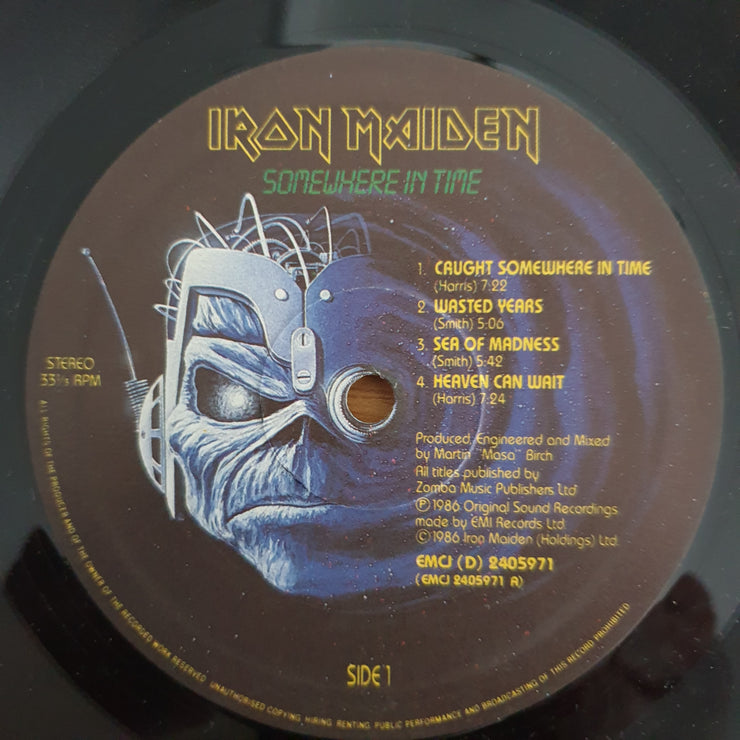 IRON MAIDEN
SOMEWHERE IN TIME
1. CAUGHT SOMEWHERE IN TIME
(Harris) 7:22
2. WASTED YEARS
(Smith) 5:06
3. SEA OF MADNESS
(Smith) 5:42
4. HEAVEN CAN WAIT
(Harris) 7:24
STEREO
33⅓ RPM
Produced Engineered and Mixed
by Martin "Masa" Birch
All titles published by
Zomba Music Publishers Ltd
Ⓟ 1986 Original Sound Recordings
made by EMI Records Ltd.
© 1986 Iron Maiden (Holdings) Ltd.
EMCJ (D) 2405971
(EMCJ 2405971 A)
SIDE 1
ALL RIGHTS OF THE PRODUCER AND OF THE OWNER OF THE RECORDED WORK RESERVED. UNAUTHORISED COPYING, HIRING, RENTING, PUBLIC PERFORMANCE AND BROADCASTING OF THIS RECORD PROHIBITED